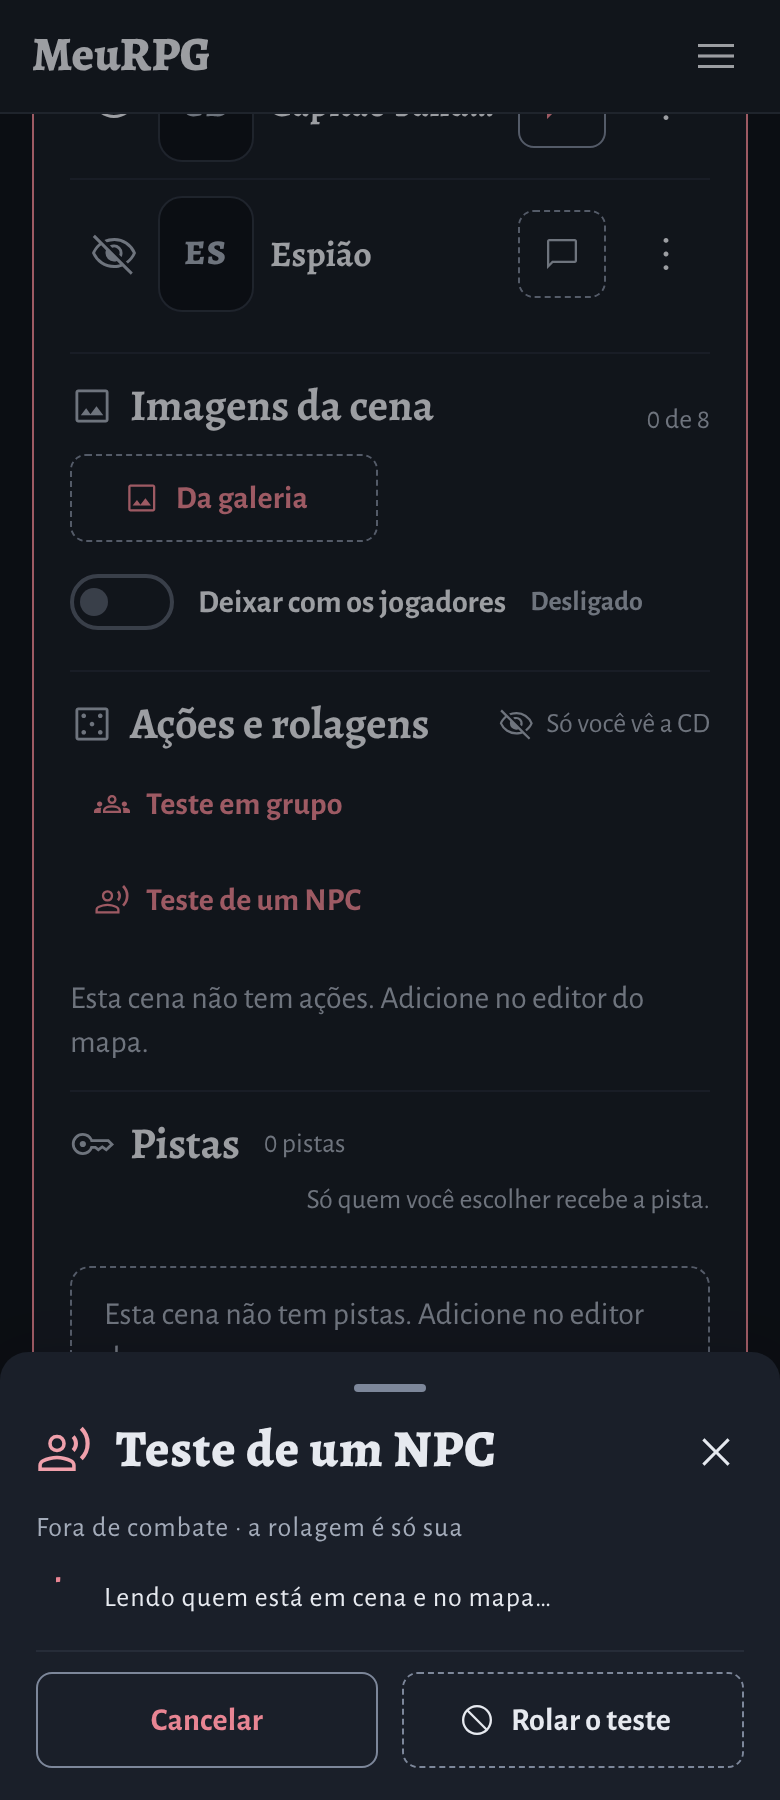 MeuRPG
ES
Espião
Imagens da cena
0 de 8
Da galeria
Deixar com os jogadores Desligado
Ações e rolagens
Só você vê a CD
Teste em grupo
Teste de um NPC
Esta cena não tem ações. Adicione no editor do
mapa.
Pistas 0 pistas
Só quem você escolher recebe a pista.
Esta cena não tem pistas. Adicione no editor
Teste de um NPC
Fora de combate · a rolagem é só sua
Lendo quem está em cena e no mapa…
Cancelar
Rolar o teste